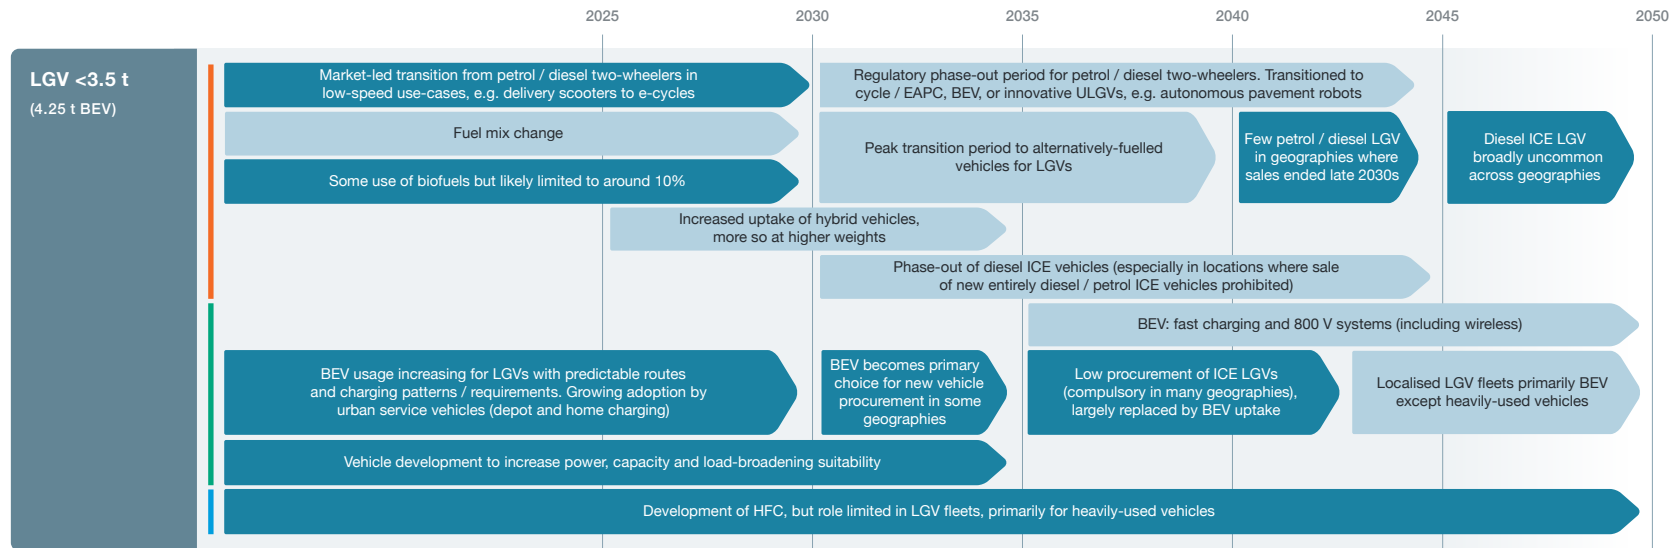 2025
2030
2035
2040
2045
2050
LGV <3.5 t
(4.25 t BEV)
Market-led transition from petrol / diesel two-wheelers in
low-speed use-cases, e.g. delivery scooters to e-cycles
Regulatory phase-out period for petrol / diesel two-wheelers. Transitioned to
cycle / EAPC, BEV, or innovative ULGVs, e.g. autonomous pavement robots
Fuel mix change
Some use of biofuels but likely limited to around 10%
Peak transition period to alternatively-fuelled
vehicles for LGVs
Few petrol / diesel LGV
in geographies where
sales ended late 2030s
Diesel ICE LGV
broadly uncommon
across geographies
Increased uptake of hybrid vehicles,
more so at higher weights
Phase-out of diesel ICE vehicles (especially in locations where sale
of new entirely diesel / petrol ICE vehicles prohibited)
BEV: fast charging and 800 V systems (including wireless)
BEV usage increasing for LGVs with predictable routes
and charging patterns / requirements. Growing adoption by
urban service vehicles (depot and home charging)
BEV becomes primary
choice for new vehicle
procurement in some
geographies
Low procurement of ICE LGVs
(compulsory in many geographies),
largely replaced by BEV uptake
Localised LGV fleets primarily BEV
except heavily-used vehicles
Vehicle development to increase power, capacity and load-broadening suitability
Development of HFC, but role limited in LGV fleets, primarily for heavily-used vehicles